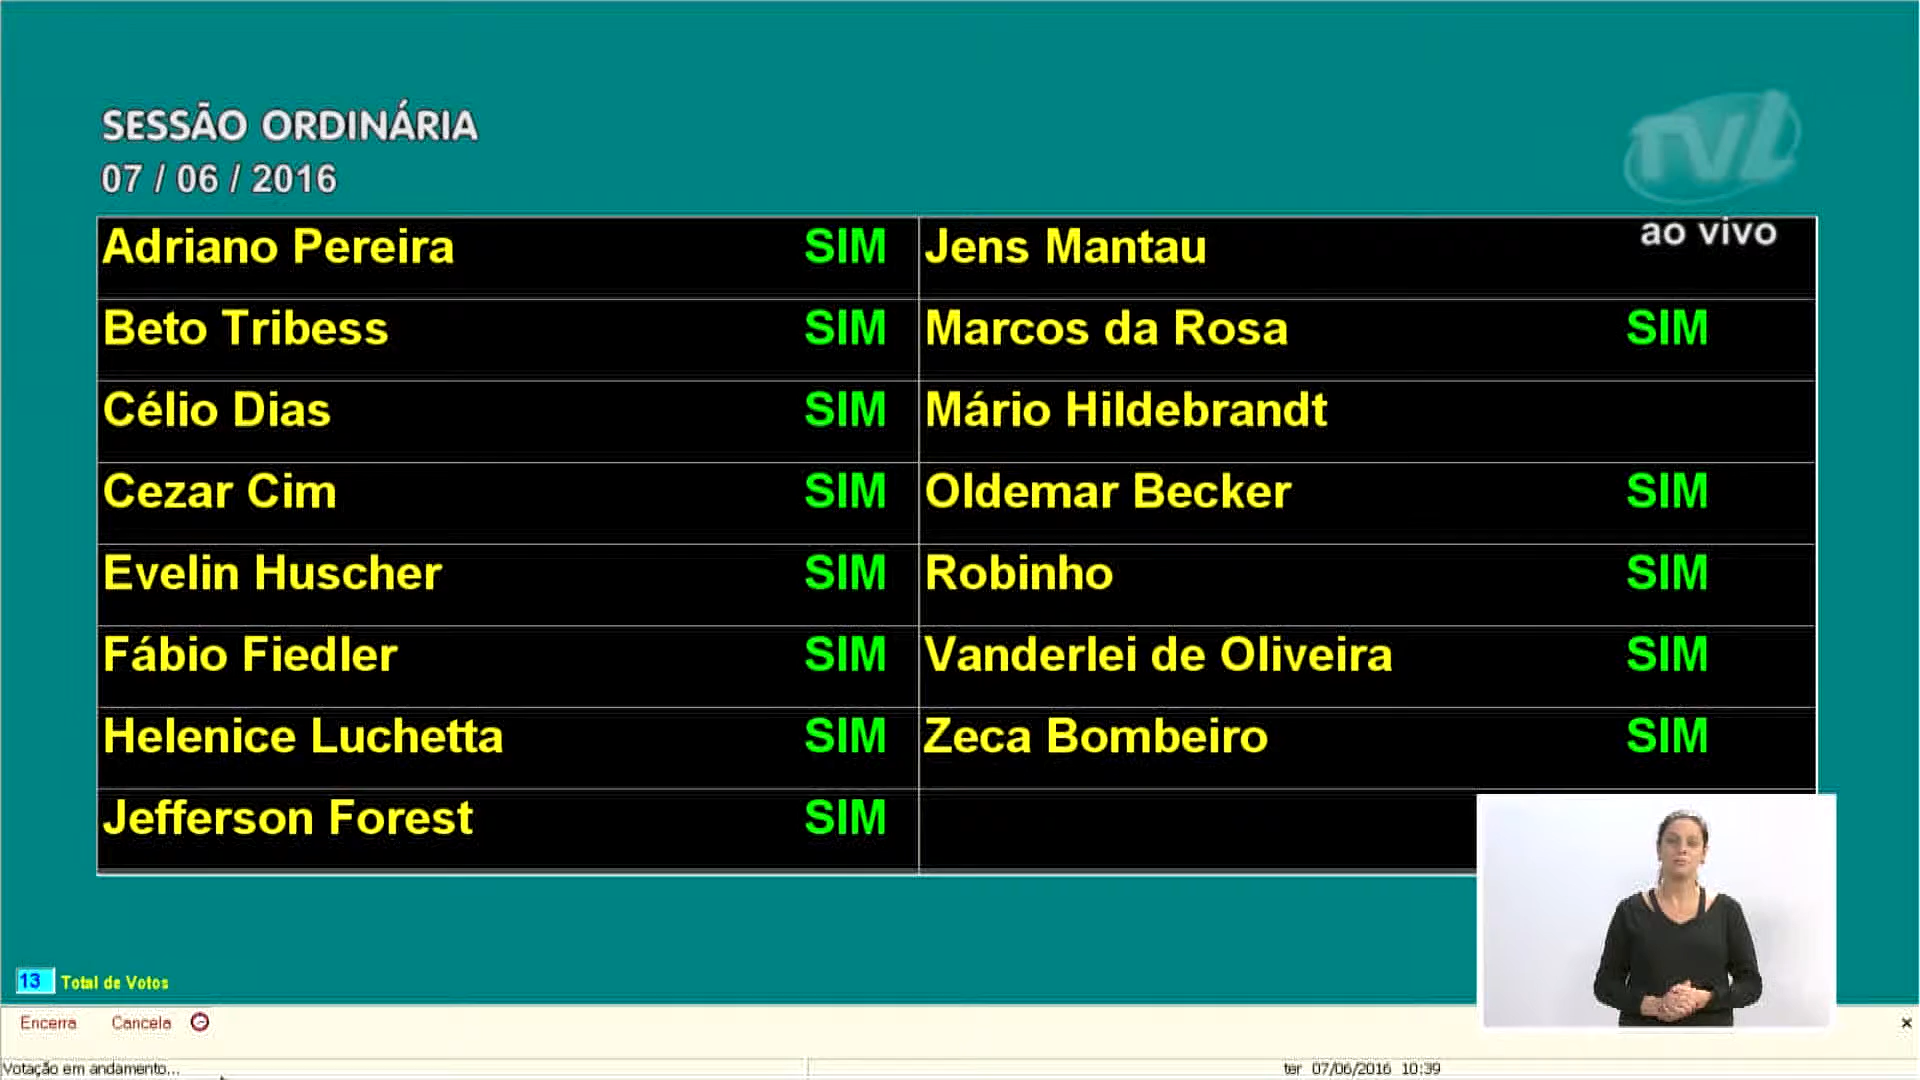 SESSÃO ORDINÁRIA
07 / 06 / 2016
TVL
ao vivo
Adriano Pereira SIM
Beto Tribess SIM
Célio Dias SIM
Cezar Cim SIM
Evelin Huscher SIM
Fábio Fiedler SIM
Helenice Luchetta SIM
Jefferson Forest SIM
Jens Mantau
Marcos da Rosa SIM
Mário Hildebrandt
Oldemar Becker SIM
Robinho SIM
Vanderlei de Oliveira SIM
Zeca Bombeiro SIM
13 Total de Votos
Encerra Cancela
Votação em andamento...
ter 07/06/2016 10:39